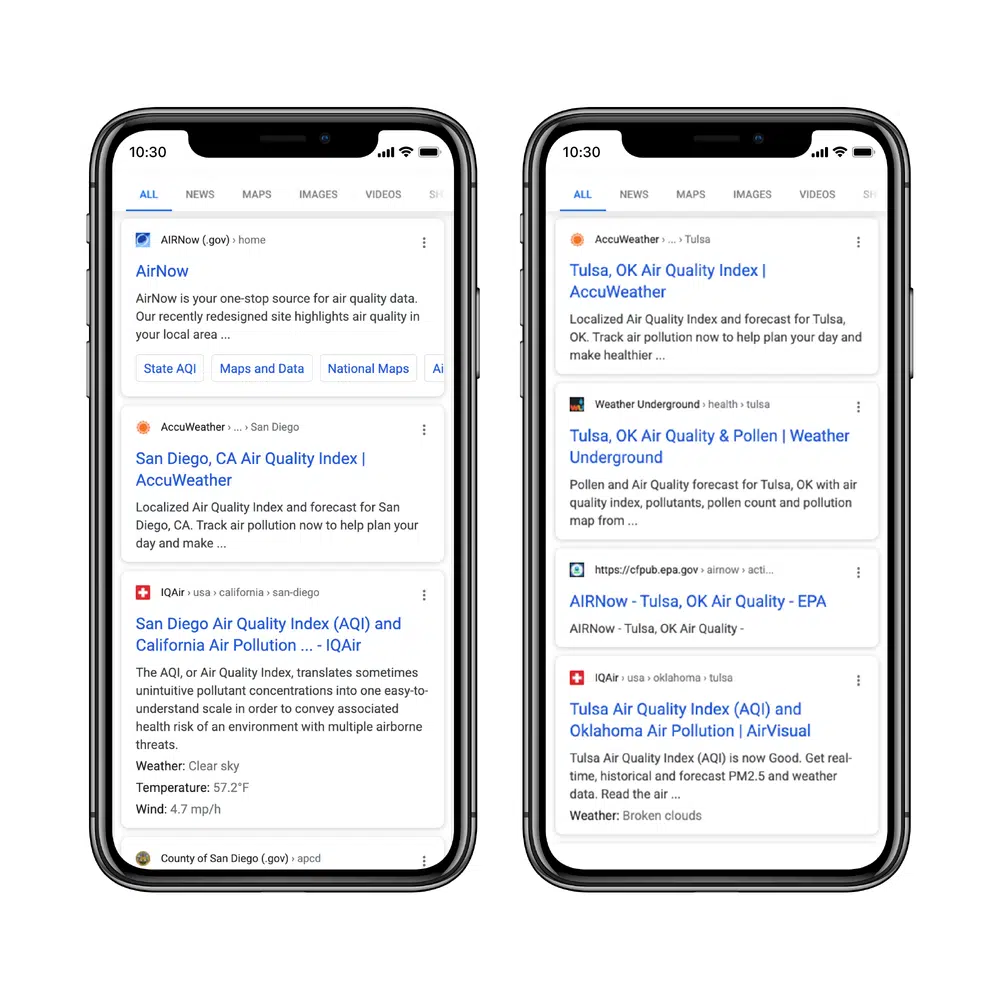 10:30
ALL NEWS MAPS IMAGES VIDEOS SH
AIRNow (.gov) › home
AirNow
AirNow is your one-stop source for air quality data.
Our recently redesigned site highlights air quality in
your local area ...
State AQI Maps and Data National Maps Ai
AccuWeather › ... › San Diego
San Diego, CA Air Quality Index |
AccuWeather
Localized Air Quality Index and forecast for San
Diego, CA. Track air pollution now to help plan your
day and make ...
IQAir › usa › california › san-diego
San Diego Air Quality Index (AQI) and
California Air Pollution ... - IQAir
The AQI, or Air Quality Index, translates sometimes
unintuitive pollutant concentrations into one easy-to-
understand scale in order to convey associated
health risk of an environment with multiple airborne
threats.
Weather: Clear sky
Temperature: 57.2°F
Wind: 4.7 mp/h
County of San Diego (.gov) › apcd
10:30
ALL NEWS MAPS IMAGES VIDEOS SH
AccuWeather › ... › Tulsa
Tulsa, OK Air Quality Index |
AccuWeather
Localized Air Quality Index and forecast for Tulsa,
OK. Track air pollution now to help plan your day and
make healthier ...
Weather Underground › health › tulsa
Tulsa, OK Air Quality & Pollen | Weather
Underground
Pollen and Air Quality forecast for Tulsa, OK with air
quality index, pollutants, pollen count and pollution
map from ...
https://cfpub.epa.gov › airnow › acti...
AIRNow - Tulsa, OK Air Quality - EPA
AIRNow - Tulsa, OK Air Quality -
IQAir › usa › oklahoma › tulsa
Tulsa Air Quality Index (AQI) and
Oklahoma Air Pollution | AirVisual
Tulsa Air Quality Index (AQI) is now Good. Get real-
time, historical and forecast PM2.5 and weather
data. Read the air ...
Weather: Broken clouds